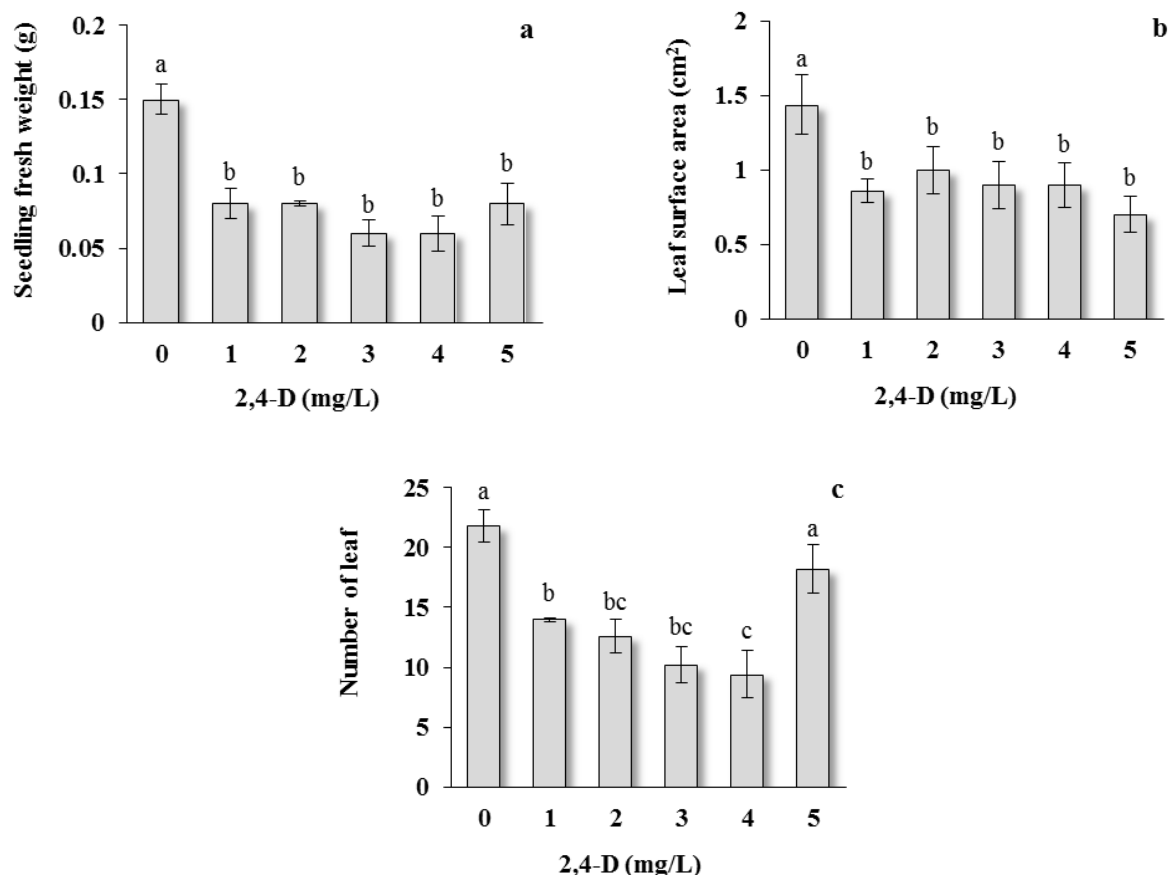 a
Seedling fresh weight (g)
0.2
0.15
0.1
0.05
0
a
b
b
b
b
b
0 1 2 3 4 5
2,4-D (mg/L)
b
Leaf surface area (cm²)
2
1.5
1
0.5
0
a
b
b
b
b
b
0 1 2 3 4 5
2,4-D (mg/L)
c
Number of leaf
25
20
15
10
5
0
a
b
bc
bc
c
a
0 1 2 3 4 5
2,4-D (mg/L)